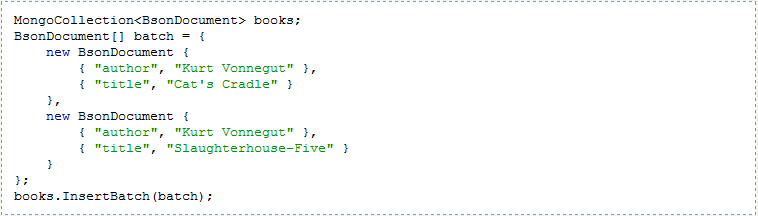 MongoCollection<BsonDocument> books;
BsonDocument[] batch = {
    new BsonDocument {
        { "author", "Kurt Vonnegut" },
        { "title", "Cat's Cradle" }
    },
    new BsonDocument {
        { "author", "Kurt Vonnegut" },
        { "title", "Slaughterhouse-Five" }
    }
};
books.InsertBatch(batch);